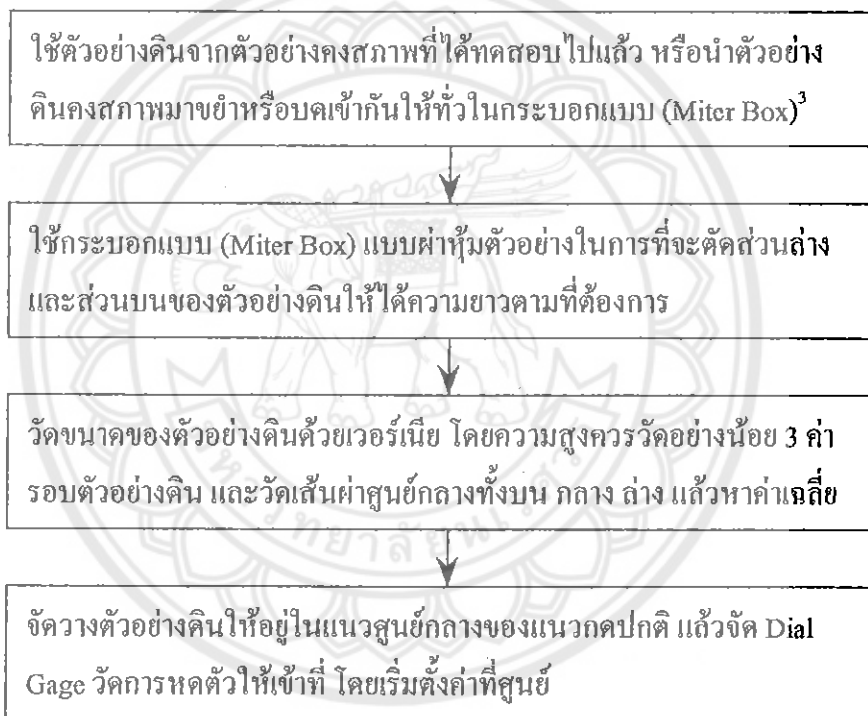 ใช้ตัวอย่างดินจากตัวอย่างคงสภาพที่ได้ทดสอบไปแล้ว หรือนำตัวอย่าง
ดินคงสภาพมาขยำหรือบดเข้ากันให้ทั่วในกระบอกแบบ (Miter Box)³
ใช้กระบอกแบบ (Miter Box) แบบผ่าหุ้มตัวอย่างในการที่จะตัดส่วนล่าง
และส่วนบนของตัวอย่างดินให้ได้ความยาวตามที่ต้องการ
วัดขนาดของตัวอย่างดินด้วยเวอร์เนีย โดยความสูงควรวัดอย่างน้อย 3 ค่า
รอบตัวอย่างดิน และวัดเส้นผ่าศูนย์กลางทั้งบน กลาง ล่าง แล้วหาค่าเฉลี่ย
จัดวางตัวอย่างดินให้อยู่ในแนวศูนย์กลางของแนวกดปกติ แล้วจัด Dial
Gage วัดการหดตัวให้เข้าที่ โดยเริ่มตั้งค่าที่ศูนย์